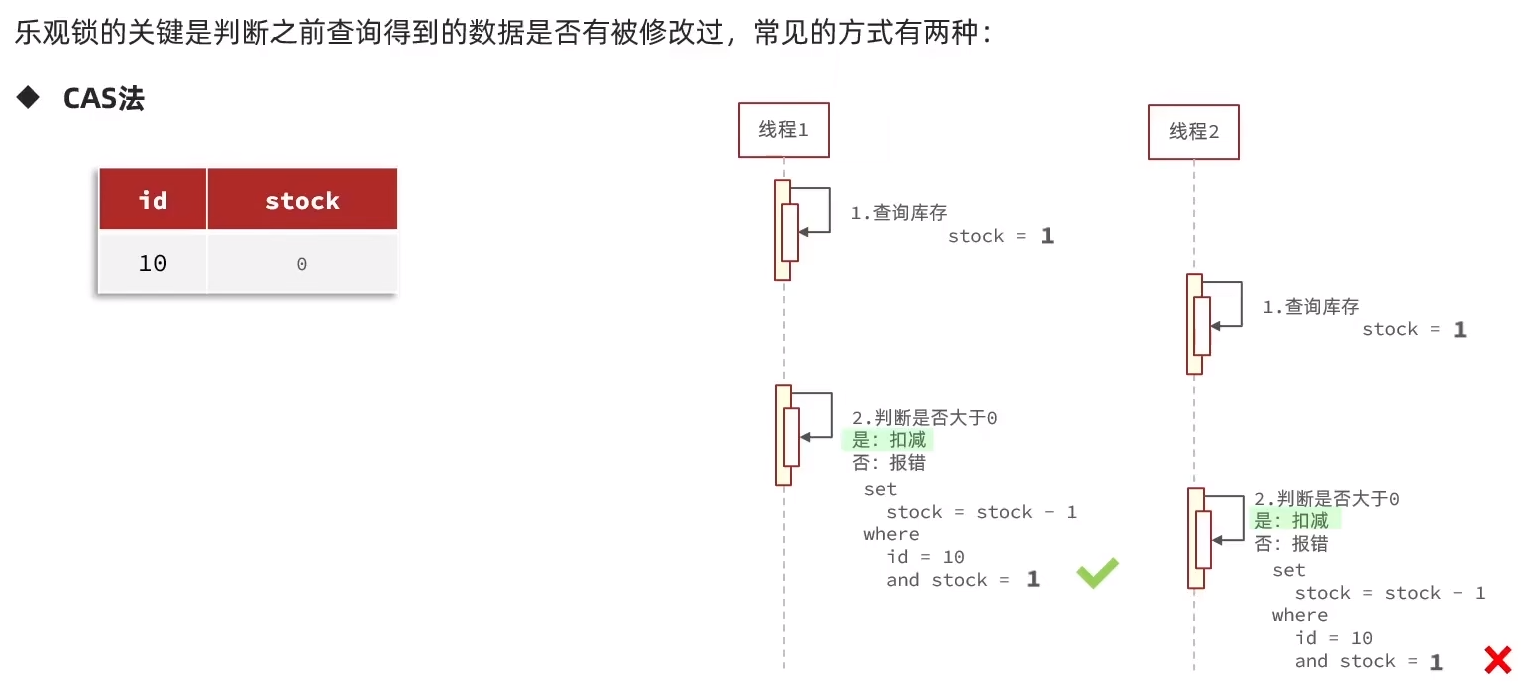 乐观锁的关键是判断之前查询得到的数据是否有被修改过，常见的方式有两种：
◆ CAS法
id stock
10 0
线程1
1.查询库存
stock = 1
2.判断是否大于0
是：扣减
否：报错
set
stock = stock - 1
where
id = 10
and stock = 1
线程2
1.查询库存
stock = 1
2.判断是否大于0
是：扣减
否：报错
set
stock = stock - 1
where
id = 10
and stock = 1